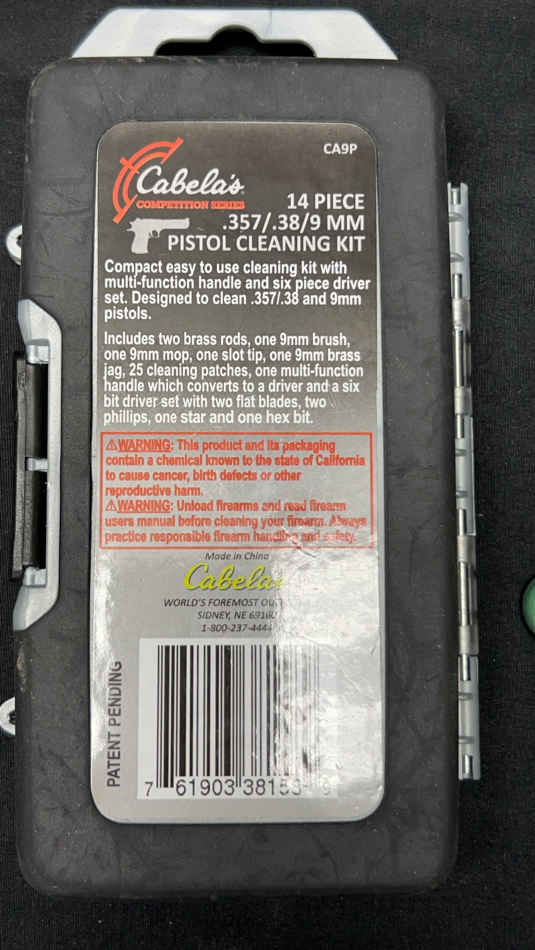 CA9P
Cabela's
COMPETITION SERIES
14 PIECE
.357/.38/9 MM
PISTOL CLEANING KIT
Compact easy to use cleaning kit with
multi-function handle and six piece driver
set. Designed to clean .357/.38 and 9mm
pistols.
Includes two brass rods, one 9mm brush,
one 9mm mop, one slot tip, one 9mm brass
jag, 25 cleaning patches, one multi-function
handle which converts to a driver and a six
bit driver set with two flat blades, two
phillips, one star and one hex bit.
⚠WARNING: This product and its packaging
contain a chemical known to the state of California
to cause cancer, birth defects or other
reproductive harm.
⚠WARNING: Unload firearms and read firearm
users manual before cleaning your firearm. Always
practice responsible firearm handling and safety.
Made in China
Cabela's
WORLD'S FOREMOST
SIDNEY, NE
1-800-237-4444
PATENT PENDING
7 61903